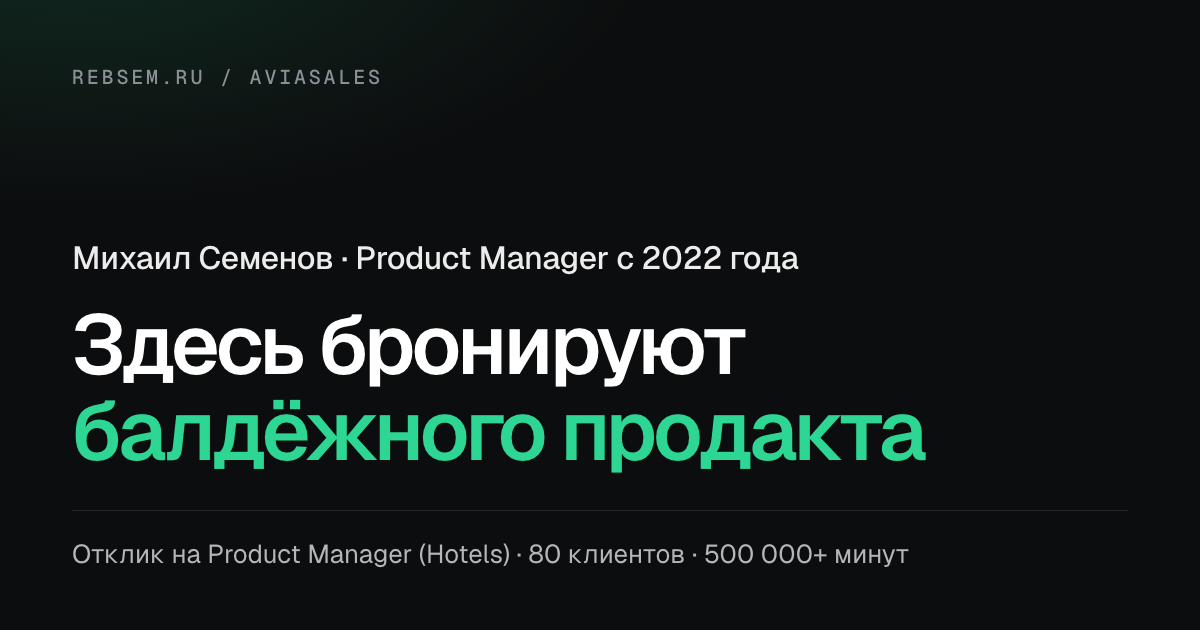 REBSEM.RU / AVIASALES
Михаил Семенов · Product Manager с 2022 года
Здесь бронируют
балдёжного продакта
Отклик на Product Manager (Hotels) · 80 клиентов · 500 000+ минут